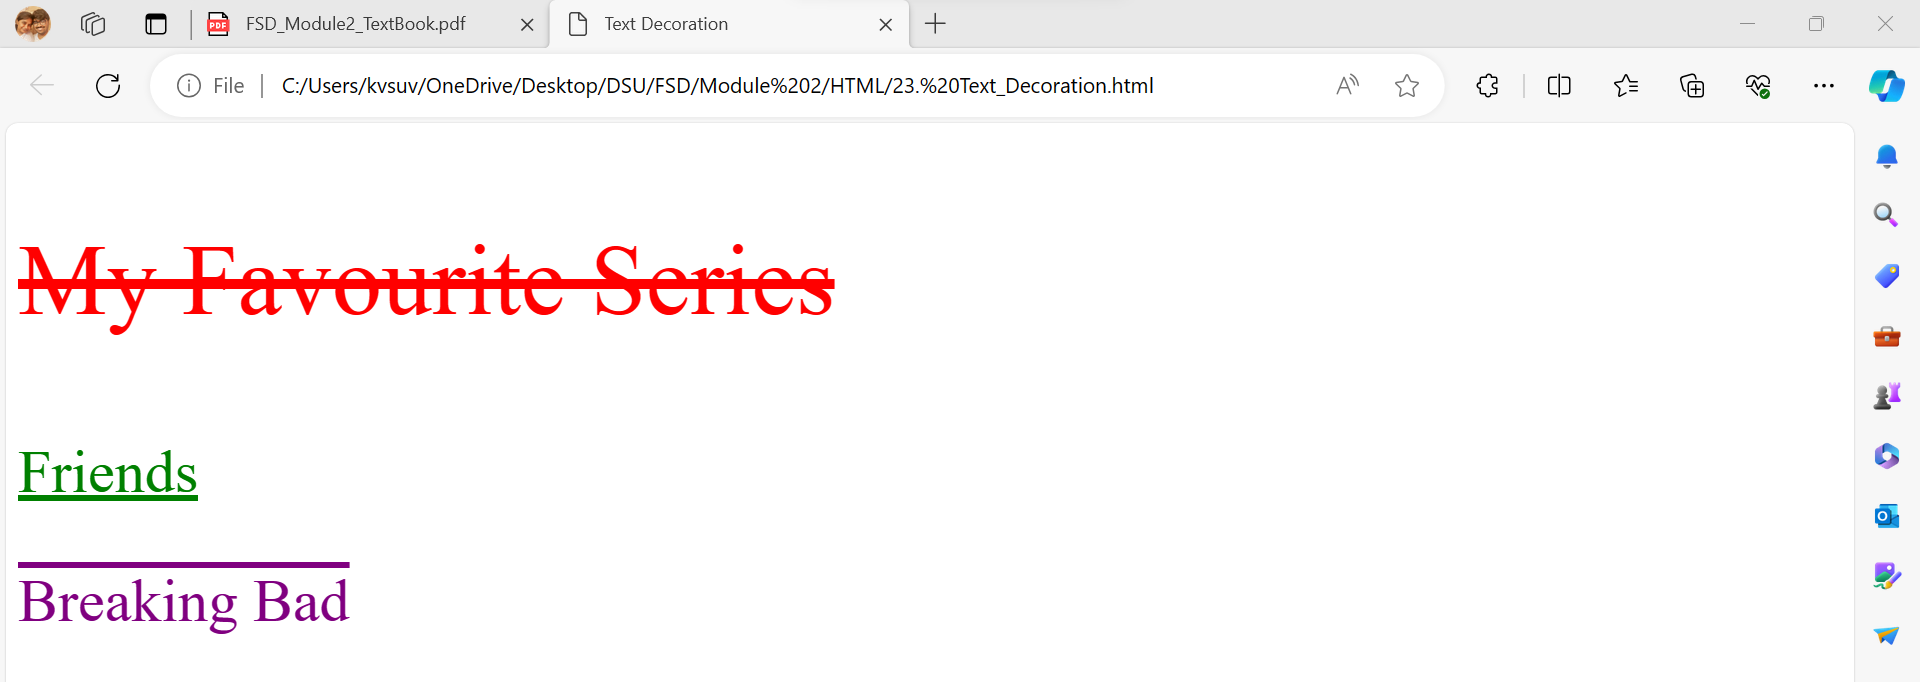 FSD_Module2_TextBook.pdf
Text Decoration
File
C:/Users/kvsuv/OneDrive/Desktop/DSU/FSD/Module%202/HTML/23.%20Text_Decoration.html
My Favourite Series
Friends
Breaking Bad